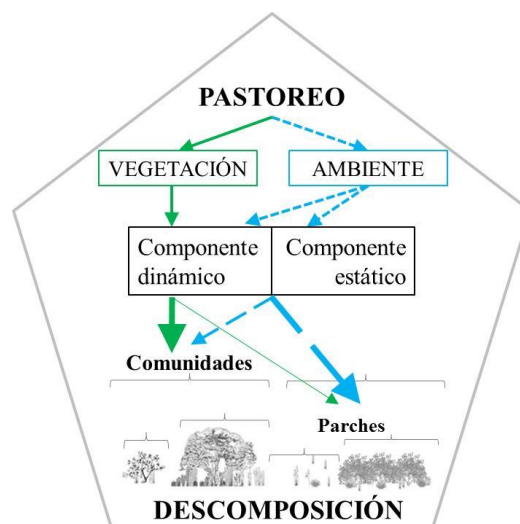 PASTOREO
VEGETACIÓN
AMBIENTE
Componente
dinámico
Componente
estático
Comunidades
Parches
DESCOMPOSICIÓN